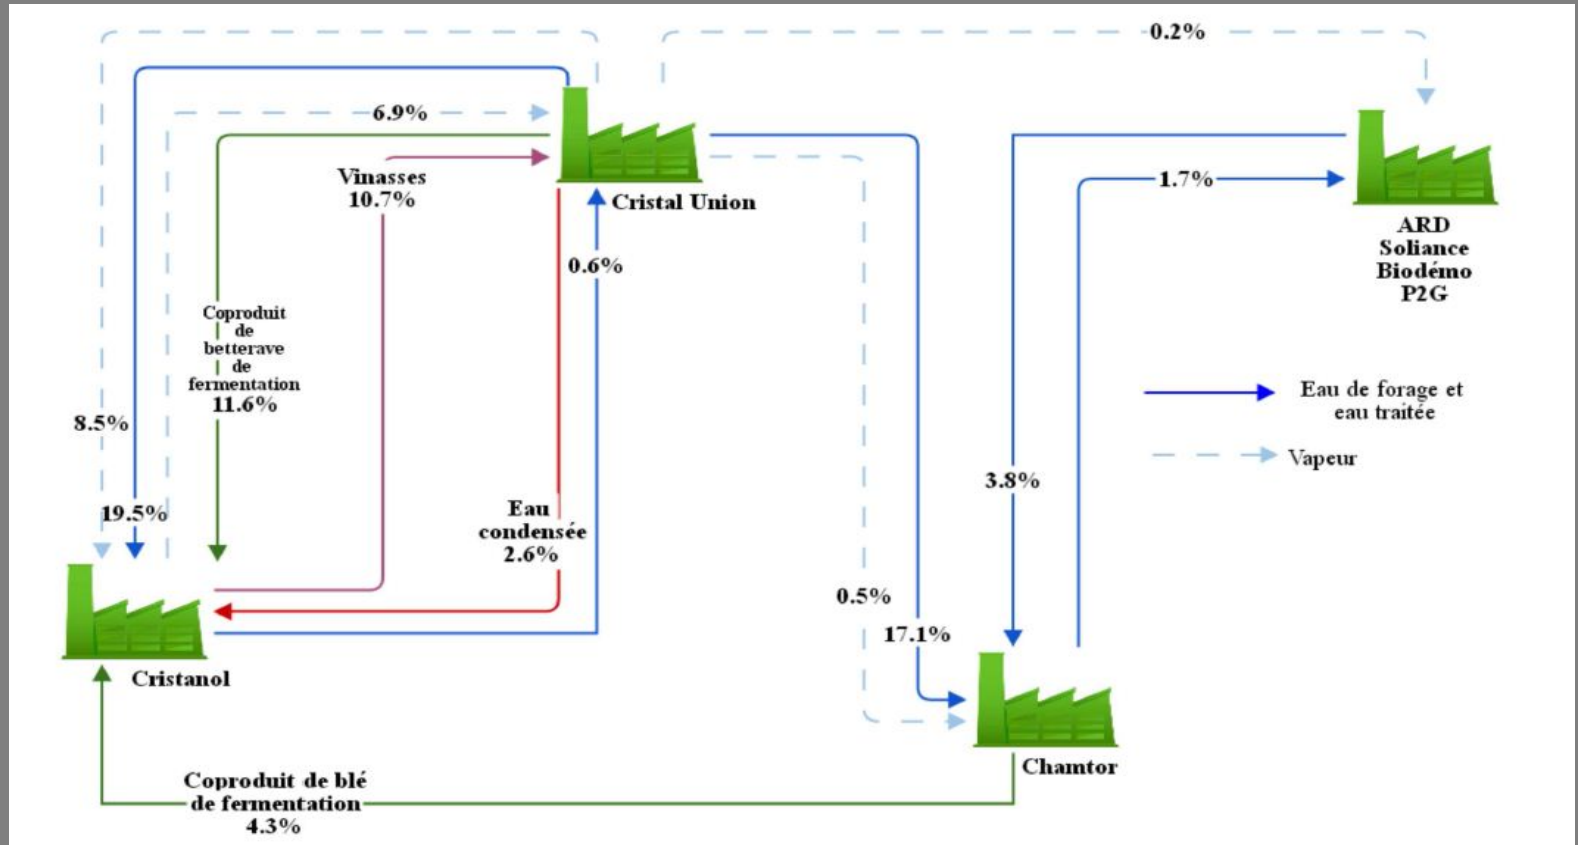 0.2%
6.9%
Vinasses
10.7%
Cristal Union
1.7%
ARD
Soliance
Biodémo
P2G
0.6%
Coproduit
de
betterave
de
fermentation
11.6%
8.5%
19.5%
Eau
condensée
2.6%
3.8%
Eau de forage et
eau traitée
Vapeur
0.5%
17.1%
Cristanol
Chamtor
Coproduit de blé
de fermentation
4.3%